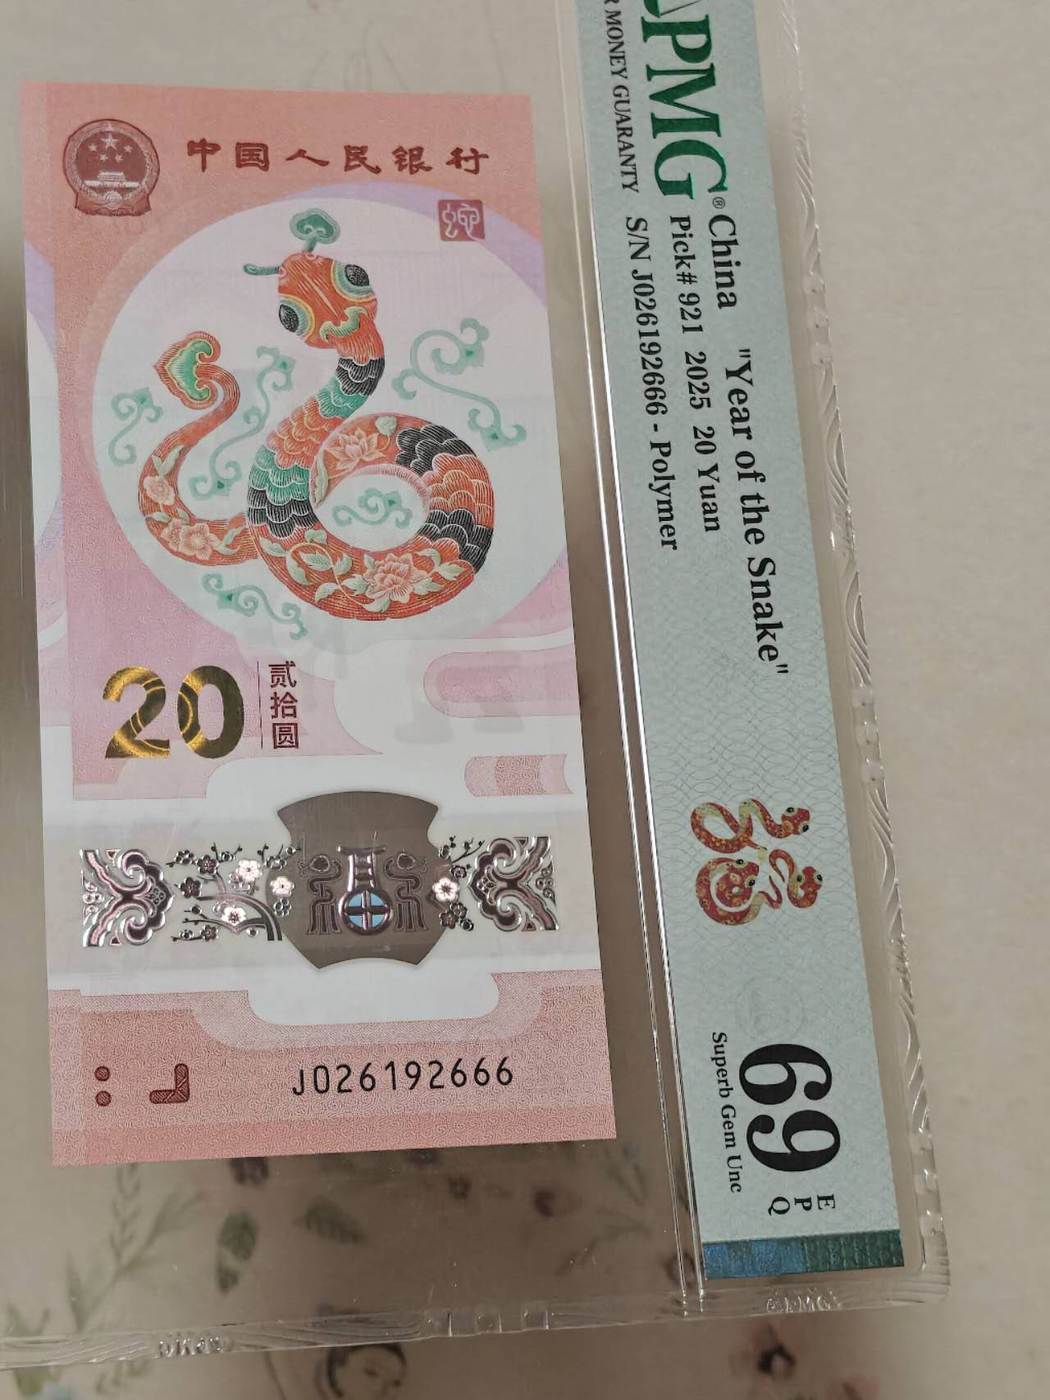 中国人民银行
20
贰拾圆
J026192666
PMG®
MONEY GUARANTY
China "Year of the Snake"
Pick# 921 2025 20 Yuan
S/N J026192666 - Polymer
69 EPQ
Superb Gem Unc